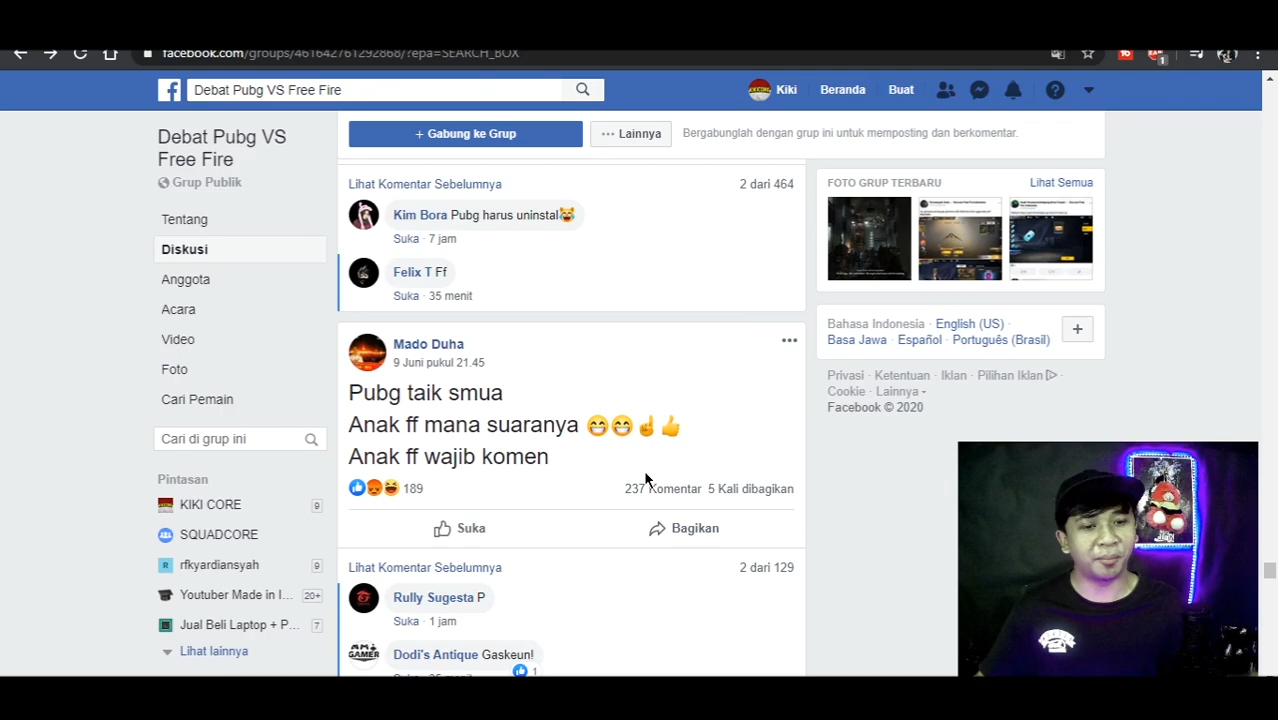 facebook.com/groups/461642761292868/?epa=SEARCH_BOX
Debat Pubg VS Free Fire
Kiki
Beranda
Buat
Debat Pubg VS
Free Fire
Grup Publik
Tentang
Diskusi
Anggota
Acara
Video
Foto
Cari Pemain
Cari di grup ini
Pintasan
KIKI CORE 9
SQUADCORE
rfkyardiansyah 9
Youtuber Made in I... 20+
Jual Beli Laptop + P... 7
Lihat lainnya
+ Gabung ke Grup
Lainnya
Bergabunglah dengan grup ini untuk memposting dan berkomentar.
Lihat Komentar Sebelumnya 2 dari 464
Kim Bora Pubg harus uninstal😹
Suka · 7 jam
Felix T Ff
Suka · 35 menit
Mado Duha
9 Juni pukul 21.45
Pubg taik smua
Anak ff mana suaranya 😁😁☝👍
Anak ff wajib komen
189 237 Komentar 5 Kali dibagikan
Suka Bagikan
Lihat Komentar Sebelumnya 2 dari 129
Rully Sugesta P
Suka · 1 jam
Dodi's Antique Gaskeun!
1
FOTO GRUP TERBARU Lihat Semua
Bahasa Indonesia · English (US) ·
Basa Jawa · Español · Português (Brasil)
Privasi · Ketentuan · Iklan · Pilihan Iklan ·
Cookie · Lainnya
Facebook © 2020